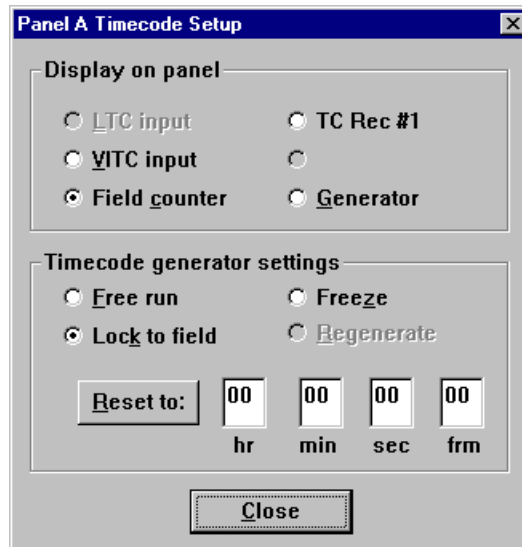 Panel A Timecode Setup
Display on panel
LTC input
TC Rec #1
VITC input
Field counter
Generator
Timecode generator settings
Free run
Freeze
Lock to field
Regenerate
Reset to: 00 00 00 00
hr min sec frm
Close